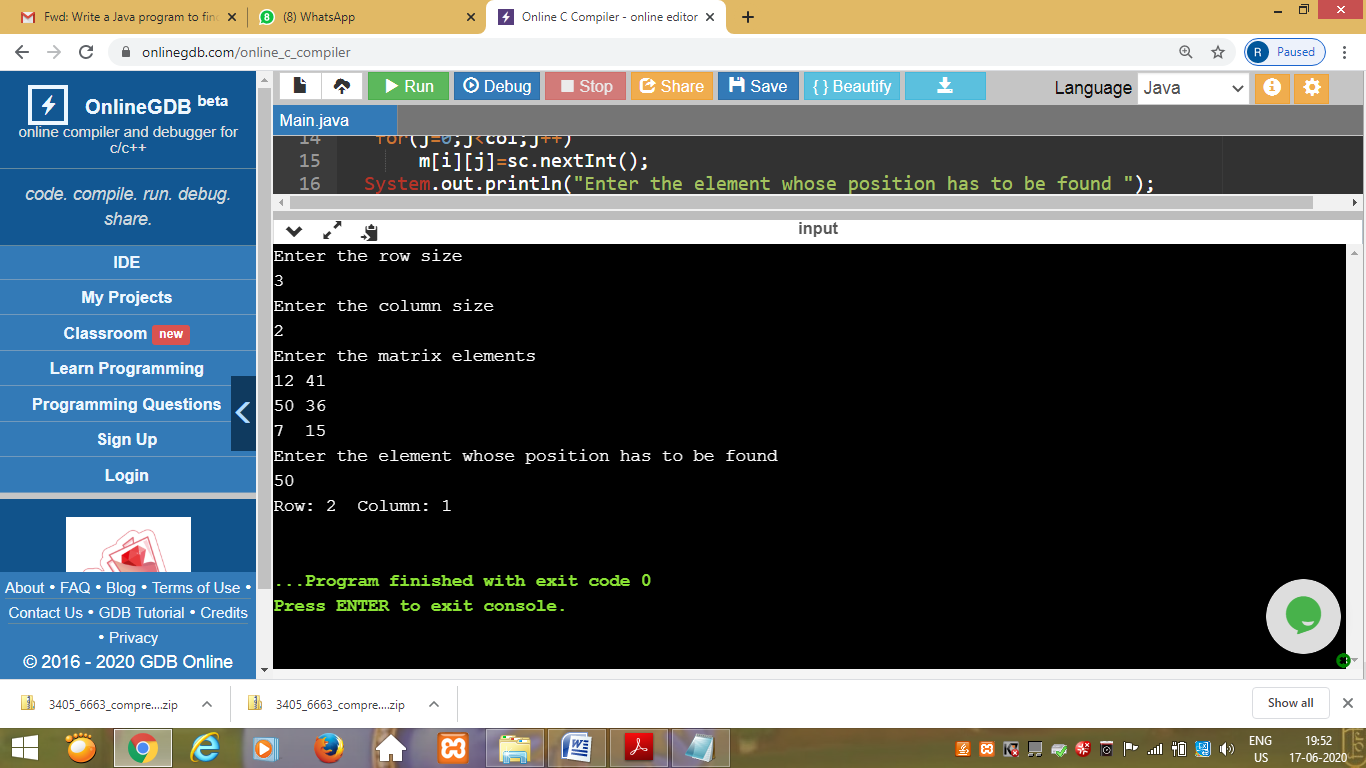 Fwd: Write a Java program to fin
(8) WhatsApp
Online C Compiler - online editor
onlinegdb.com/online_c_compiler
R Paused
OnlineGDB beta
online compiler and debugger for
c/c++
code. compile. run. debug.
share.
IDE
My Projects
Classroom new
Learn Programming
Programming Questions
Sign Up
Login
About • FAQ • Blog • Terms of Use •
Contact Us • GDB Tutorial • Credits
• Privacy
© 2016 - 2020 GDB Online
Run Debug Stop Share Save { } Beautify
Language Java
Main.java
14 for(j=0;j<col;j++)
15 m[i][j]=sc.nextInt();
16 System.out.println("Enter the element whose position has to be found ");
input
Enter the row size
3
Enter the column size
2
Enter the matrix elements
12 41
50 36
7  15
Enter the element whose position has to be found
50
Row: 2  Column: 1
...Program finished with exit code 0
Press ENTER to exit console.
3405_6663_compre....zip
3405_6663_compre....zip
Show all
ENG
US
19:52
17-06-2020